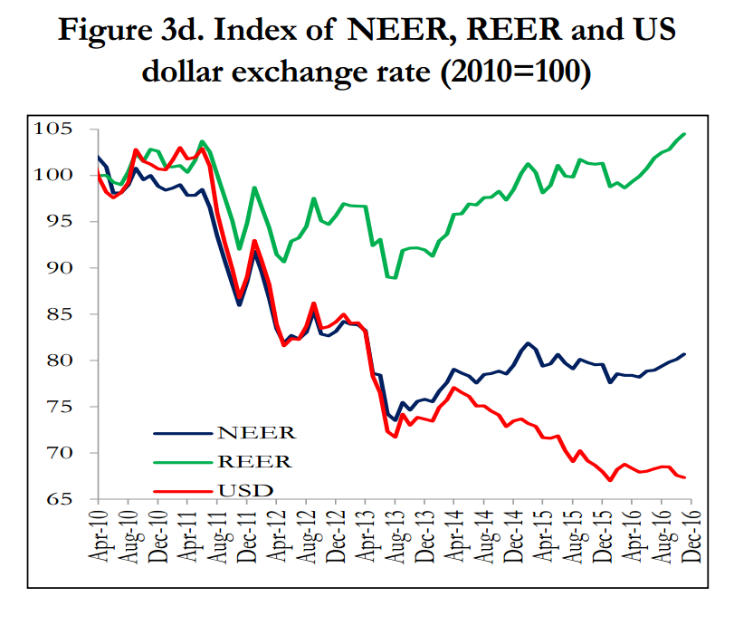 Figure 3d. Index of NEER, REER and US
dollar exchange rate (2010=100)
105
100
95
90
85
80
75
70
65
NEER
REER
USD
Apr-10
Aug-10
Dec-10
Apr-11
Aug-11
Dec-11
Apr-12
Aug-12
Dec-12
Apr-13
Aug-13
Dec-13
Apr-14
Aug-14
Dec-14
Apr-15
Aug-15
Dec-15
Apr-16
Aug-16
Dec-16